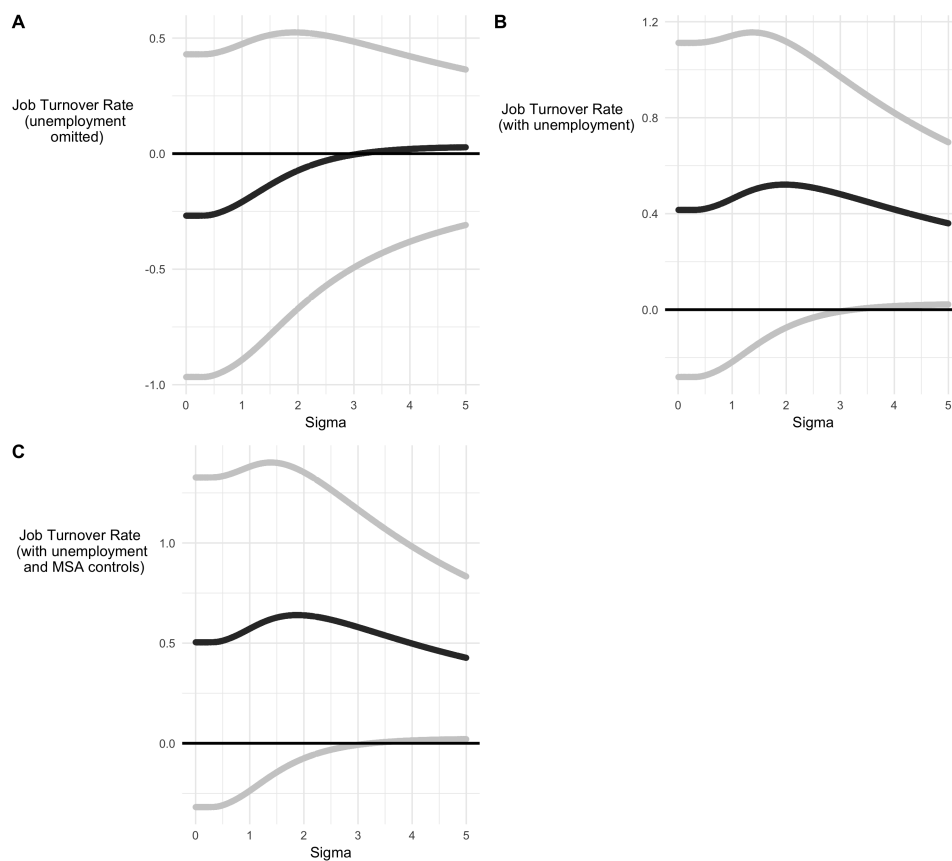 A
0.5
Job Turnover Rate
(unemployment
omitted)
0.0
-0.5
-1.0
0 1 2 3 4 5
Sigma
B
1.2
Job Turnover Rate
(with unemployment)
0.8
0.4
0.0
0 1 2 3 4 5
Sigma
C
Job Turnover Rate
(with unemployment
and MSA controls)
1.0
0.5
0.0
0 1 2 3 4 5
Sigma